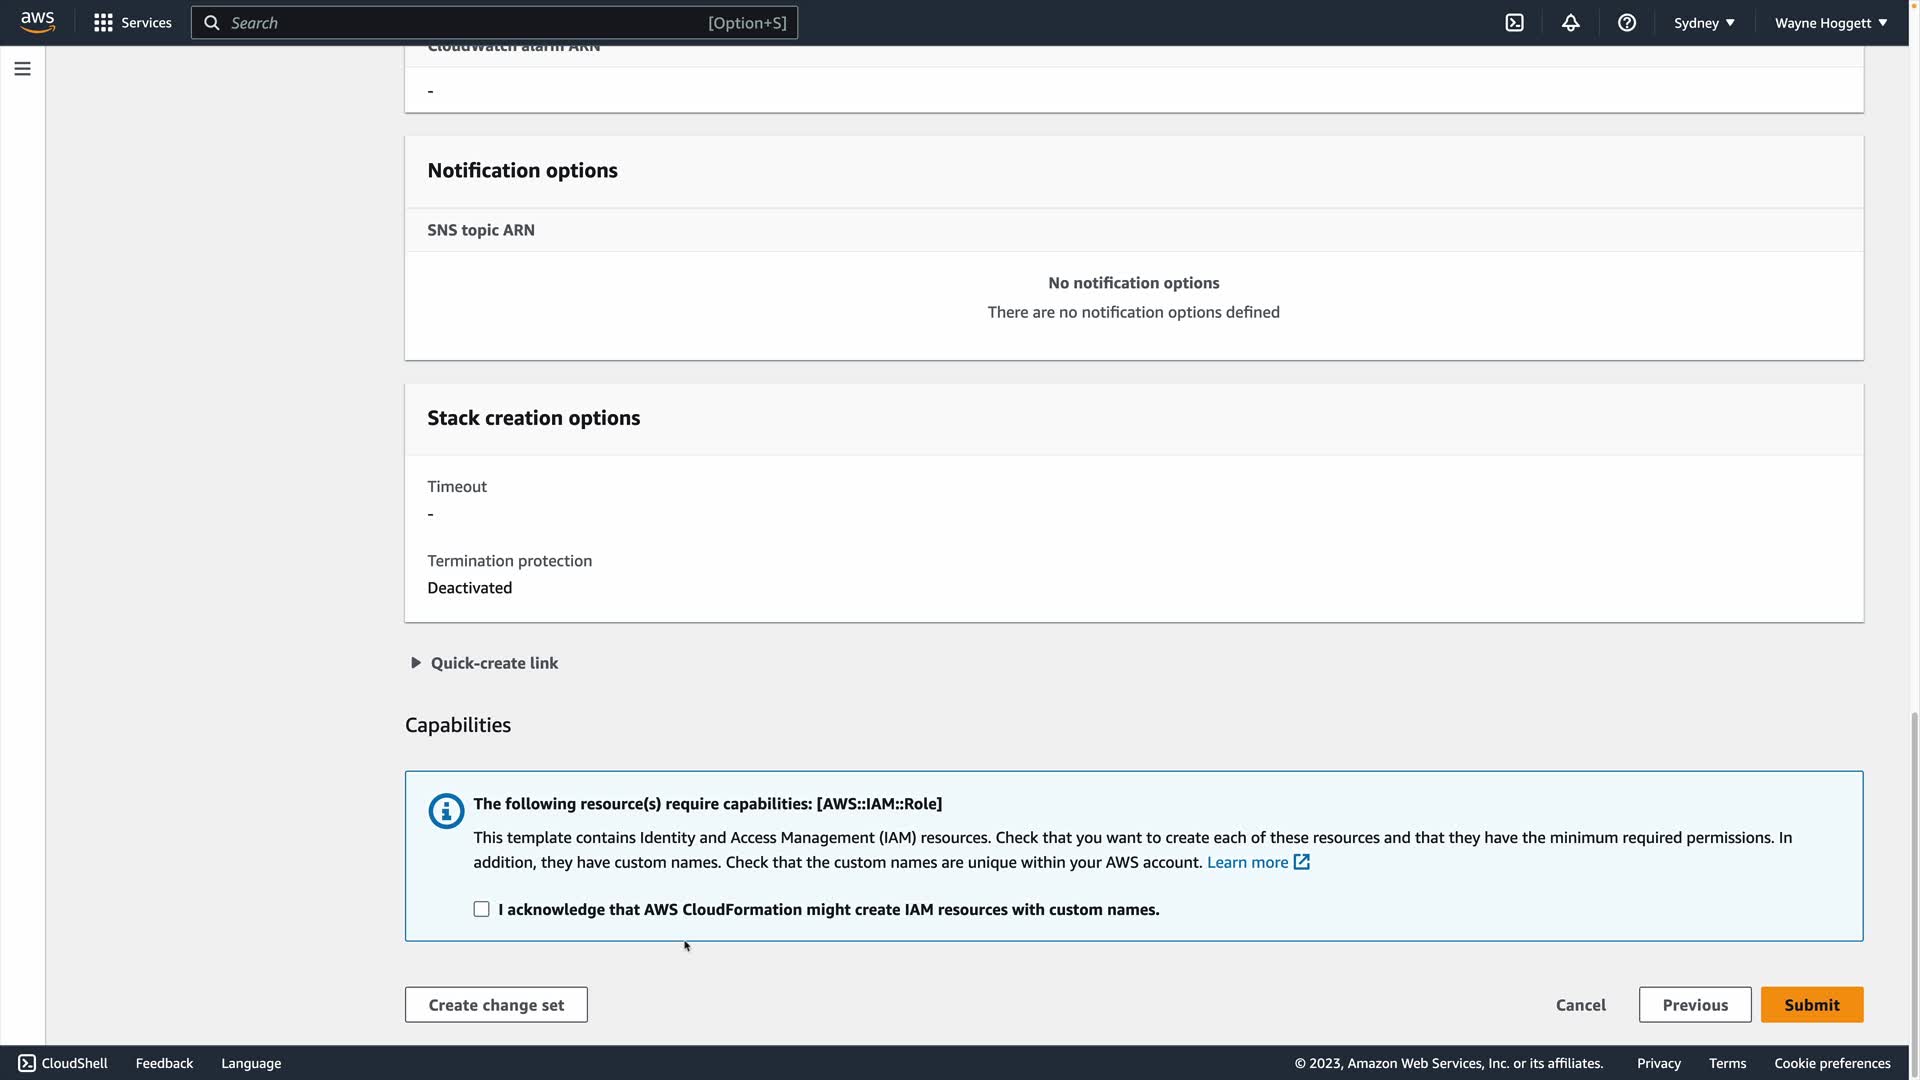 aws
Services
Search
[Option+S]
Sydney
Wayne Hoggett
CloudWatch alarm ARN
-
Notification options
SNS topic ARN
No notification options
There are no notification options defined
Stack creation options
Timeout
-
Termination protection
Deactivated
Quick-create link
Capabilities
The following resource(s) require capabilities: [AWS::IAM::Role]
This template contains Identity and Access Management (IAM) resources. Check that you want to create each of these resources and that they have the minimum required permissions. In
addition, they have custom names. Check that the custom names are unique within your AWS account. Learn more
I acknowledge that AWS CloudFormation might create IAM resources with custom names.
Create change set
Cancel
Previous
Submit
CloudShell
Feedback
Language
© 2023, Amazon Web Services, Inc. or its affiliates.
Privacy
Terms
Cookie preferences